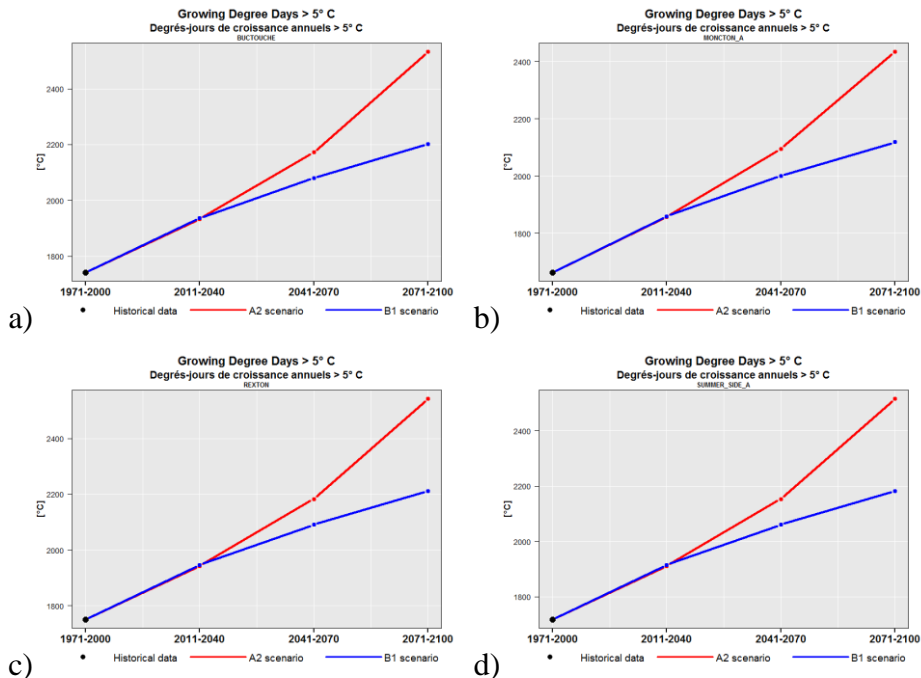 Growing Degree Days > 5° C
Degrés-jours de croissance annuels > 5° C
BUCTOUCHE
[°C]
2400
2200
2000
1800
1971-2000 2011-2040 2041-2070 2071-2100
Historical data A2 scenario B1 scenario
a)
Growing Degree Days > 5° C
Degrés-jours de croissance annuels > 5° C
MONCTON_A
[°C]
2400
2200
2000
1800
1971-2000 2011-2040 2041-2070 2071-2100
Historical data A2 scenario B1 scenario
b)
Growing Degree Days > 5° C
Degrés-jours de croissance annuels > 5° C
REXTON
[°C]
2400
2200
2000
1800
1971-2000 2011-2040 2041-2070 2071-2100
Historical data A2 scenario B1 scenario
c)
Growing Degree Days > 5° C
Degrés-jours de croissance annuels > 5° C
SUMMER_SIDE_A
[°C]
2400
2200
2000
1800
1971-2000 2011-2040 2041-2070 2071-2100
Historical data A2 scenario B1 scenario
d)